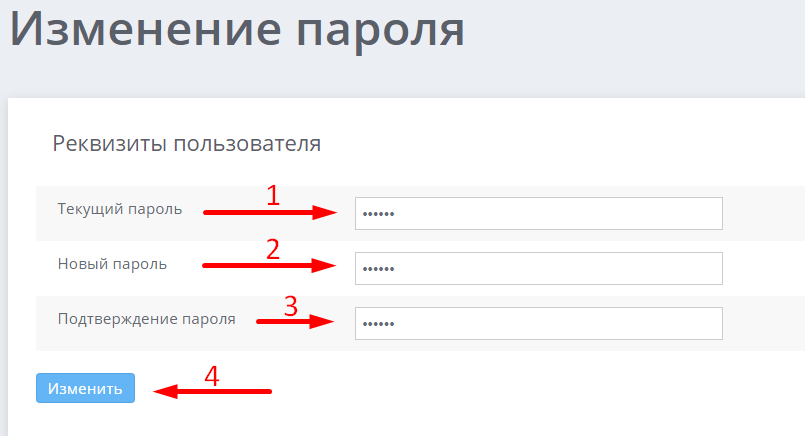 Изменение пароля
Реквизиты пользователя
Текущий пароль 1 ••••••
Новый пароль 2 ••••••
Подтверждение пароля 3 ••••••
Изменить 4